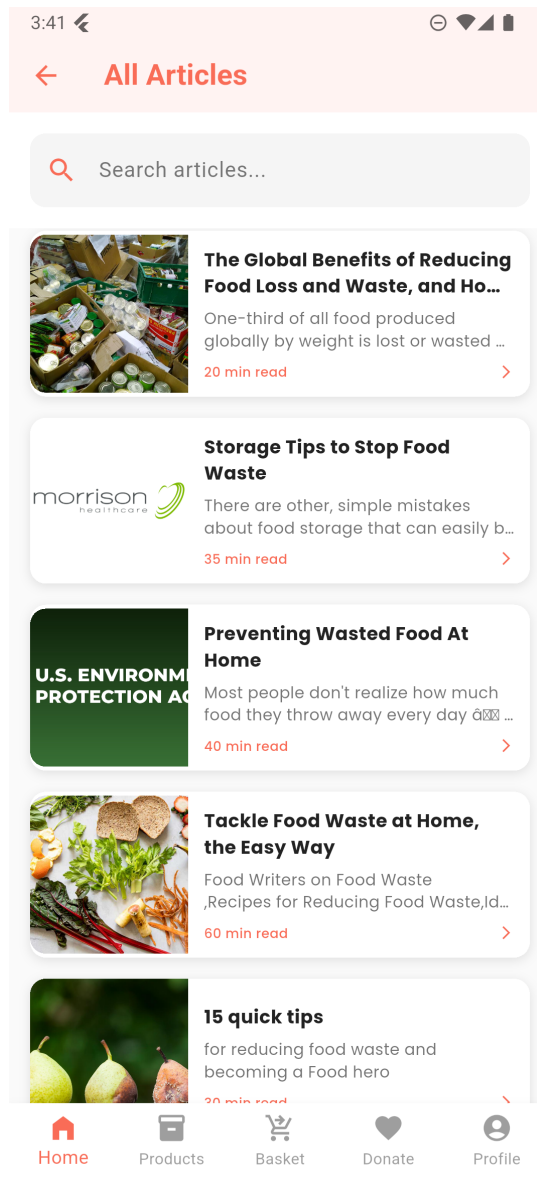 3:41
All Articles
Search articles...
The Global Benefits of Reducing
Food Loss and Waste, and Ho...
One-third of all food produced
globally by weight is lost or wasted ...
20 min read
morrison
healthcare
Storage Tips to Stop Food
Waste
There are other, simple mistakes
about food storage that can easily b...
35 min read
U.S. ENVIRONME
PROTECTION AG
Preventing Wasted Food At
Home
Most people don't realize how much
food they throw away every day â ...
40 min read
Tackle Food Waste at Home,
the Easy Way
Food Writers on Food Waste
,Recipes for Reducing Food Waste,Id...
60 min read
15 quick tips
for reducing food waste and
becoming a Food hero
30 min read
Home
Products
Basket
Donate
Profile